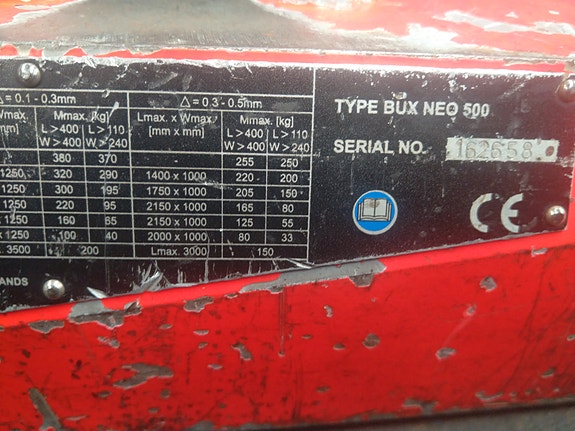 △= 0.1 - 0.3mm △= 0.3 - 0.5mm
Wmax. Mmax. [kg] Lmax. x Wmax. Mmax. [kg]
mm] L >400 L >110 [mm x mm] L >400 L >110
W >400 W >240 W >400 W >240
380 370 255 250
1250 320 290 1400 x 1000 220 200
1250 300 195 1750 x 1000 205 150
1250 220 95 2150 x 1000 165 80
x 1250 160 65 2150 x 1000 125 55
x 1250 100 40 2000 x 1000 80 33
3500 200 Lmax. 3000 150
ANDS
TYPE BUX NEO 500
SERIAL NO. 162658
CE